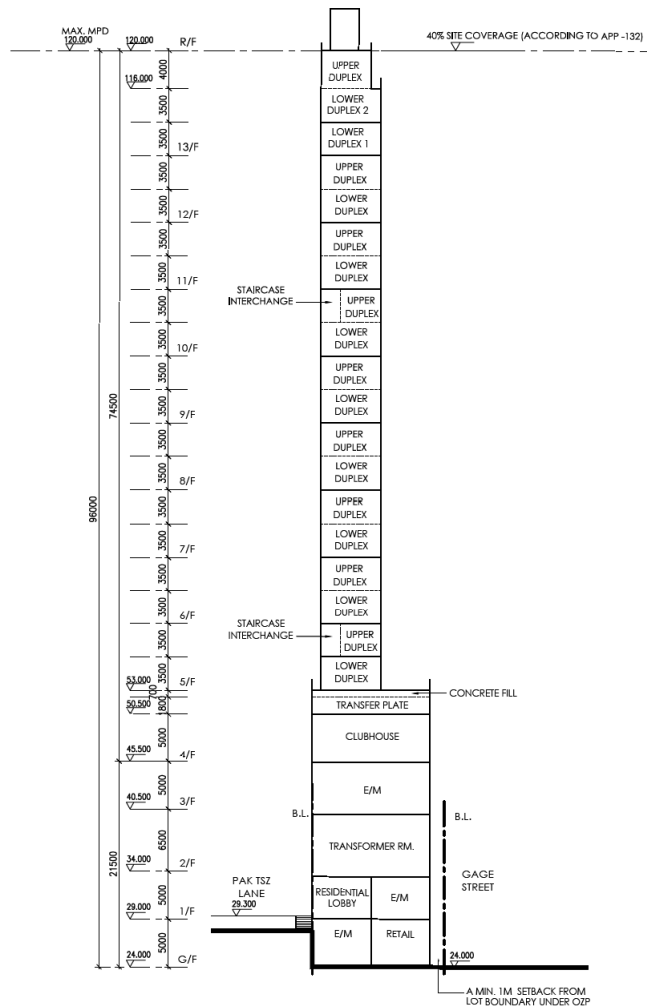 MAX. MPD
120.000
120.000
R/F
40% SITE COVERAGE (ACCORDING TO APP -132)
4000
UPPER
DUPLEX
116.000
3500
LOWER
DUPLEX 2
3500
LOWER
DUPLEX 1
13/F
3500
UPPER
DUPLEX
3500
LOWER
DUPLEX
12/F
3500
UPPER
DUPLEX
3500
LOWER
DUPLEX
11/F
3500
STAIRCASE
INTERCHANGE
UPPER
DUPLEX
3500
LOWER
DUPLEX
10/F
3500
UPPER
DUPLEX
3500
LOWER
DUPLEX
9/F
74500
3500
UPPER
DUPLEX
3500
LOWER
DUPLEX
8/F
96000
3500
UPPER
DUPLEX
3500
LOWER
DUPLEX
7/F
3500
UPPER
DUPLEX
3500
LOWER
DUPLEX
6/F
3500
STAIRCASE
INTERCHANGE
UPPER
DUPLEX
3500
LOWER
DUPLEX
53.000
5/F
700
CONCRETE FILL
1800
TRANSFER PLATE
50.500
5000
CLUBHOUSE
45.500
4/F
5000
E/M
40.500
3/F
B.L.
B.L.
6500
TRANSFORMER RM.
21500
34.000
2/F
GAGE
STREET
5000
PAK TSZ
LANE
29.300
RESIDENTIAL
LOBBY
E/M
29.000
1/F
5000
E/M
RETAIL
24.000
G/F
24.000
A MIN. 1M SETBACK FROM
LOT BOUNDARY UNDER OZP